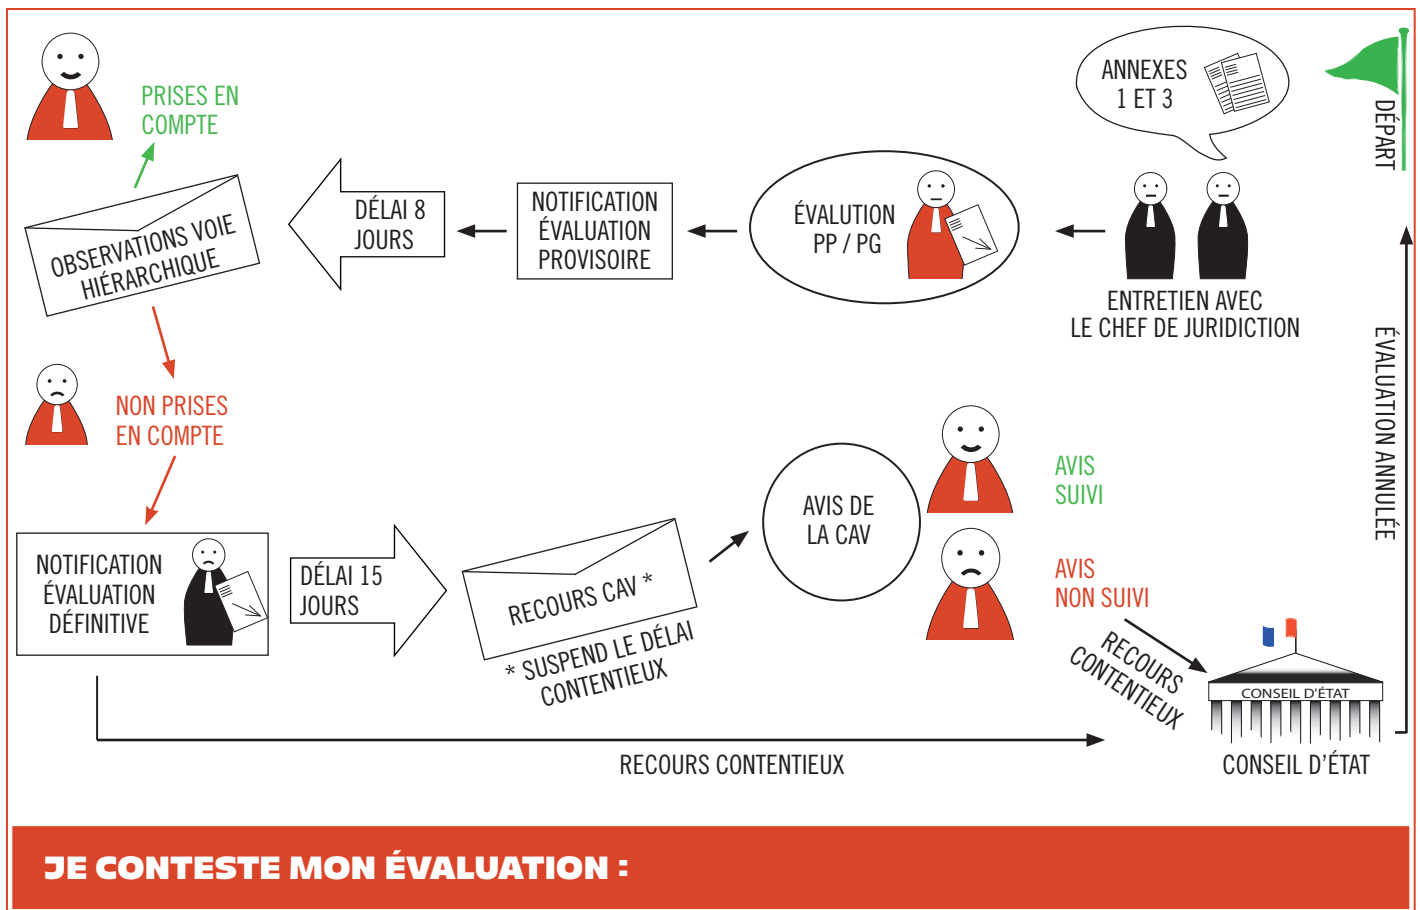 DÉPART
ANNEXES
1 ET 3
ENTRETIEN AVEC
LE CHEF DE JURIDICTION
ÉVALUTION
PP / PG
NOTIFICATION
ÉVALUATION
PROVISOIRE
DÉLAI 8
JOURS
OBSERVATIONS VOIE
HIÉRARCHIQUE
PRISES EN
COMPTE
NON PRISES
EN COMPTE
NOTIFICATION
ÉVALUATION
DÉFINITIVE
DÉLAI 15
JOURS
RECOURS CAV *
* SUSPEND LE DÉLAI
CONTENTIEUX
AVIS DE
LA CAV
AVIS
SUIVI
AVIS
NON SUIVI
RECOURS
CONTENTIEUX
CONSEIL D'ÉTAT
CONSEIL D’ÉTAT
RECOURS CONTENTIEUX
ÉVALUATION ANNULÉE
JE CONTESTE MON ÉVALUATION :